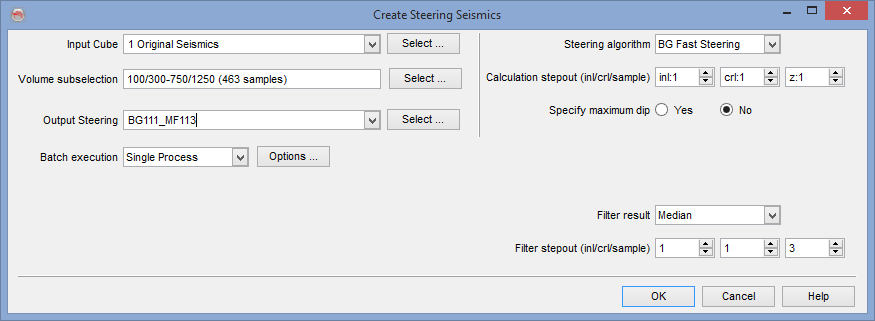 Create Steering Seismics
Input Cube 1 Original Seismics Select ...
Volume subselection 100/300-750/1250 (463 samples) Select ...
Output Steering BG111_MF113 Select ...
Batch execution Single Process Options ...
Steering algorithm BG Fast Steering
Calculation stepout (inl/crl/sample) inl:1 crl:1 z:1
Specify maximum dip Yes No
Filter result Median
Filter stepout (inl/crl/sample) 1 1 3
OK Cancel Help